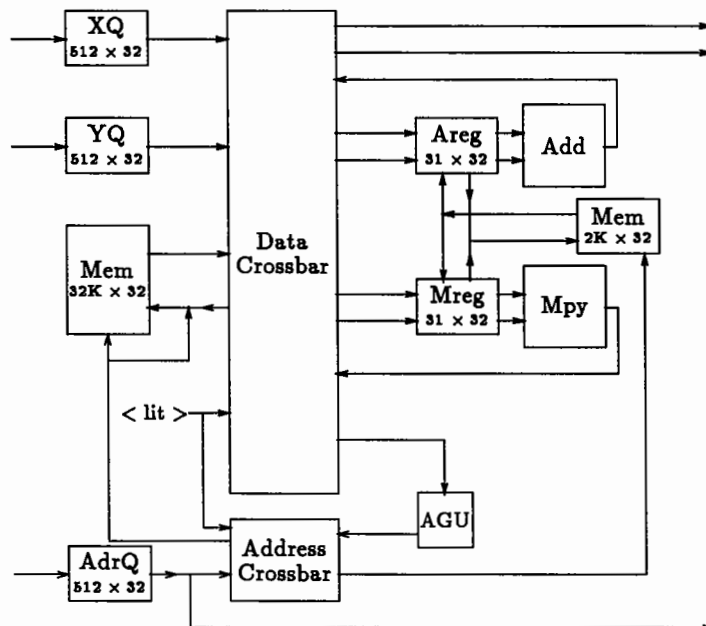 XQ
512 × 32
YQ
512 × 32
Areg
31 × 32
Add
Mem
2K × 32
Mem
32K × 32
Data
Crossbar
Mreg
31 × 32
Mpy
< lit >
AGU
Address
Crossbar
AdrQ
512 × 32